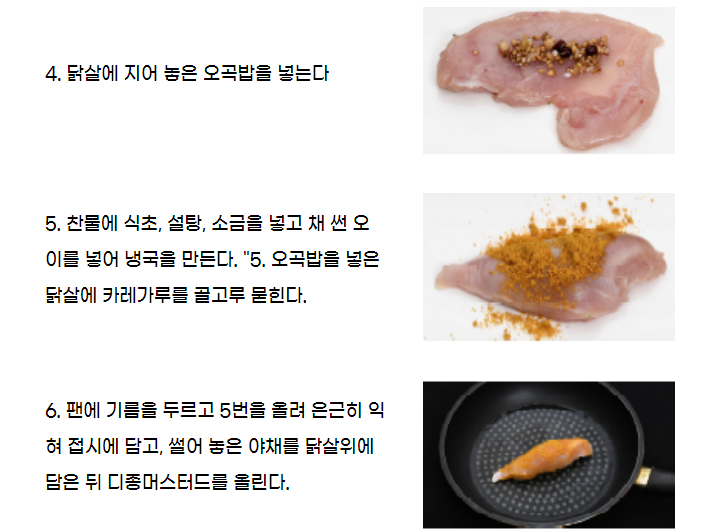 4. 닭살에 지어 놓은 오곡밥을 넣는다
5. 찬물에 식초, 설탕, 소금을 넣고 채 썬 오
이를 넣어 냉국을 만든다. "5. 오곡밥을 넣은
닭살에 카레가루를 골고루 묻힌다.
6. 팬에 기름을 두르고 5번을 올려 은근히 익
혀 접시에 담고, 썰어 놓은 야채를 닭살위에
담은 뒤 디종머스터드를 올린다.